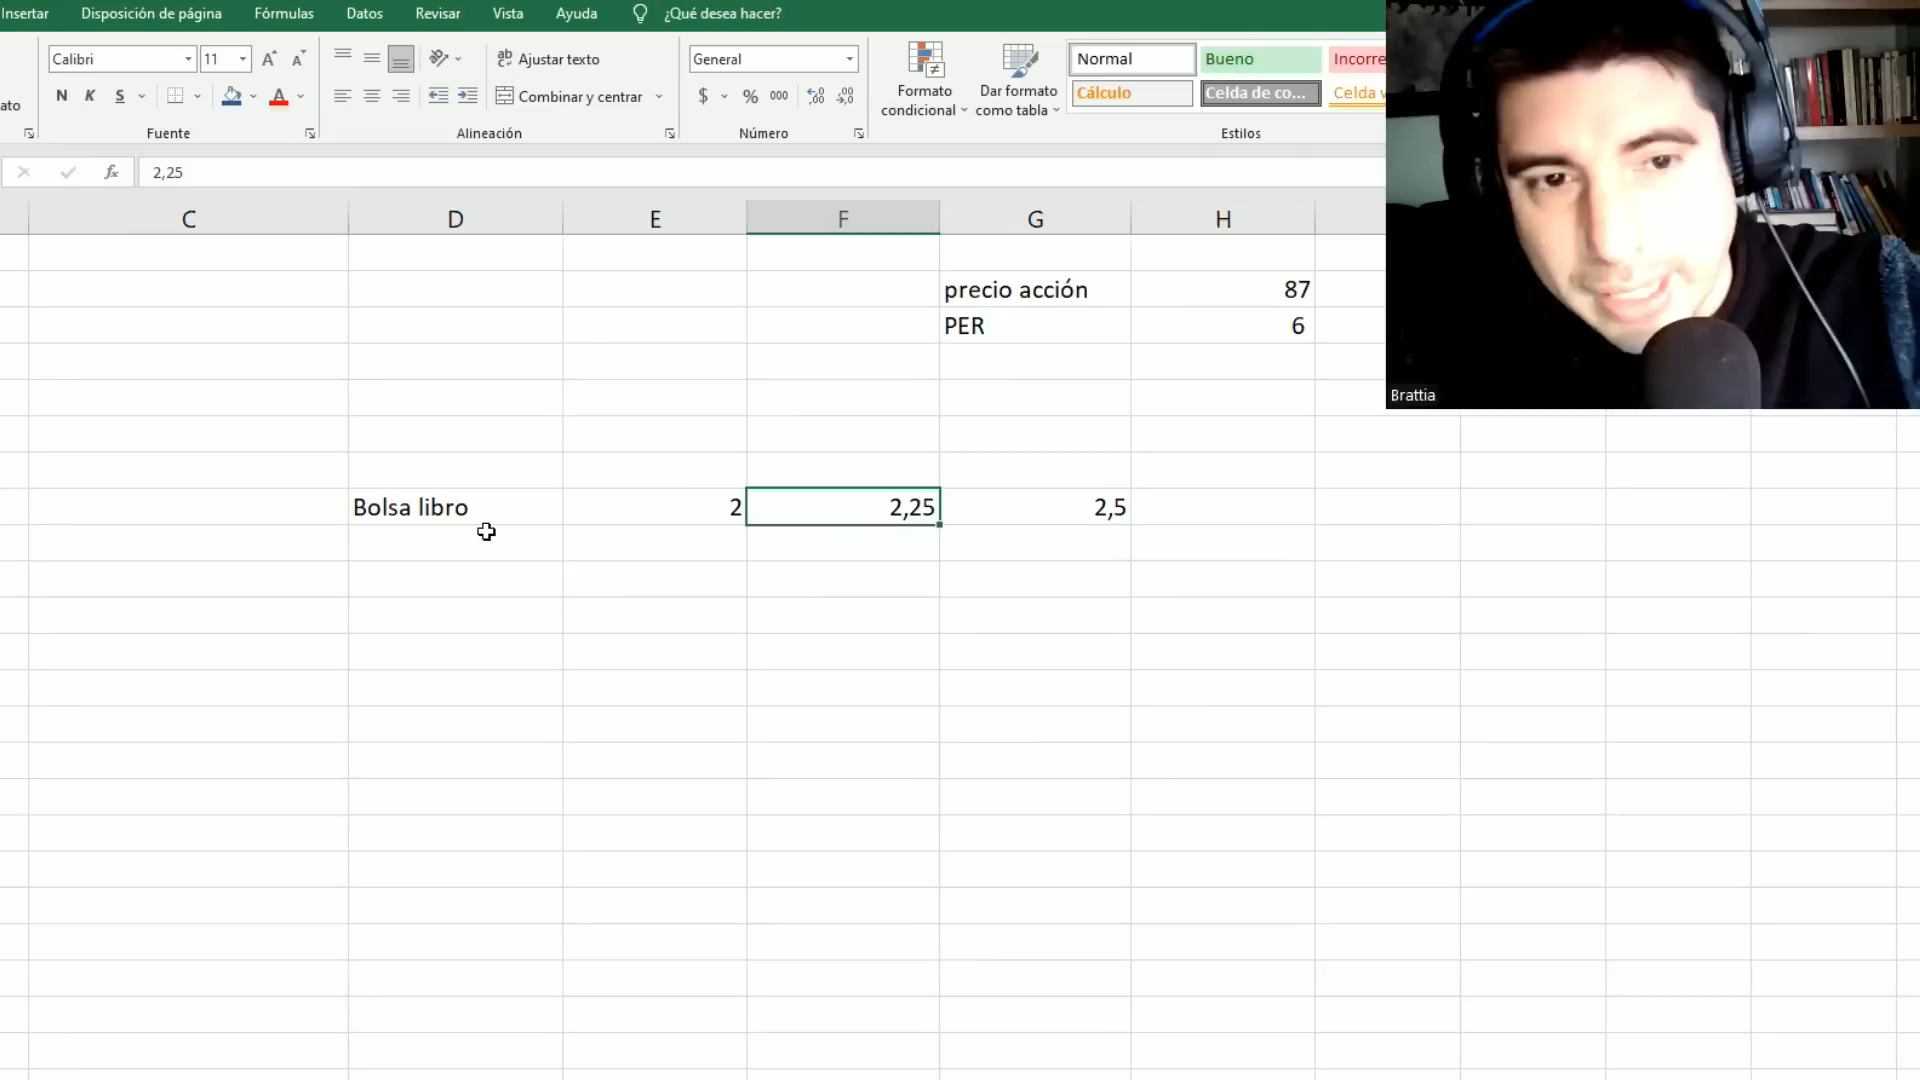 Insertar Disposición de página Fórmulas Datos Revisar Vista Ayuda ¿Qué desea hacer?
Calibri 11 Ajustar texto General Normal Bueno Incorre
ato N K S A Combinar y centrar $ % 000 Formato condicional Dar formato como tabla Cálculo Celda de co... Celda v
Fuente Alineación Número Estilos
fx 2,25
C D E F G H
precio acción 87
PER 6
Brattia
Bolsa libro 2 2,25 2,5